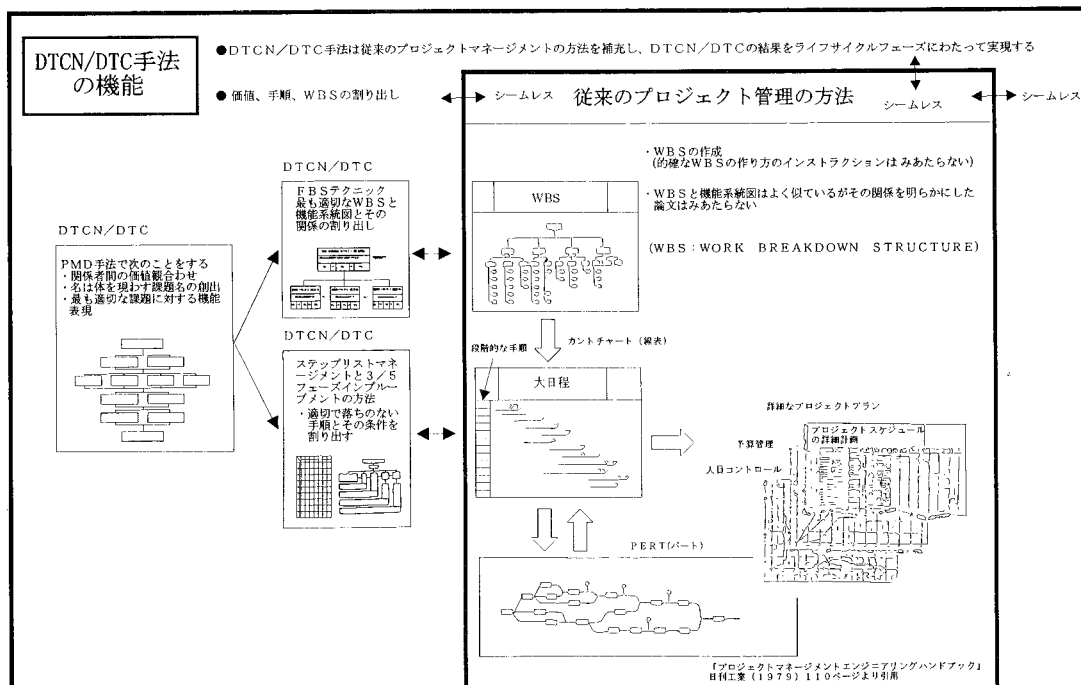 DTCN/DTC手法
の機能
●DTCN/DTC手法は従来のプロジェクトマネージメントの方法を補充し、DTCN/DTCの結果をライフサイクルフェーズにわたって実現する
●価値、手順、WBSの割り出し
シームレス
従来のプロジェクト管理の方法
シームレス
シームレス
・WBSの作成
(的確なWBSの作り方のインストラクションはみあたらない)
・WBSと機能系統図はよく似ているがその関係を明らかにした
論文はみあたらない
(WBS:WORK BREAKDOWN STRUCTURE)
DTCN/DTC
FBSテクニック
最も適切なWBSと
機能系統図とその
関係の割り出し
WBS
DTCN/DTC
PMD手法で次のことをする
・関係者間の価値観合わせ
・名は体を現わす課題名の創出
・最も適切な課題に対する機能
表現
DTCN/DTC
ステップリストマネ
ージメントと3/5
フェーズインプルー
ブメントの方法
・適切で落ちのない
手順とその条件を
割り出す
段階的な手順
カントチャート(線表)
大日程
詳細なプロジェクトプラン
予算管理
プロジェクトスケジュール
の詳細計画
人目コントロール
PERT(パート)
「プロジェクトマネージメントエンジニアリングハンドブック」
日刊工業(1979)110ページより引用